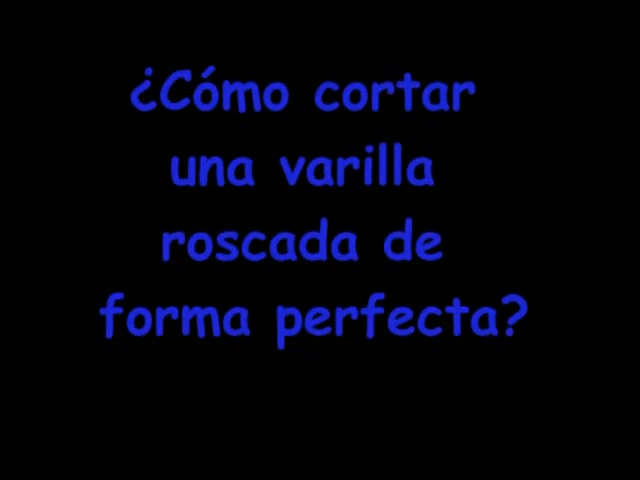 ¿Cómo cortar
una varilla
roscada de
forma perfecta?